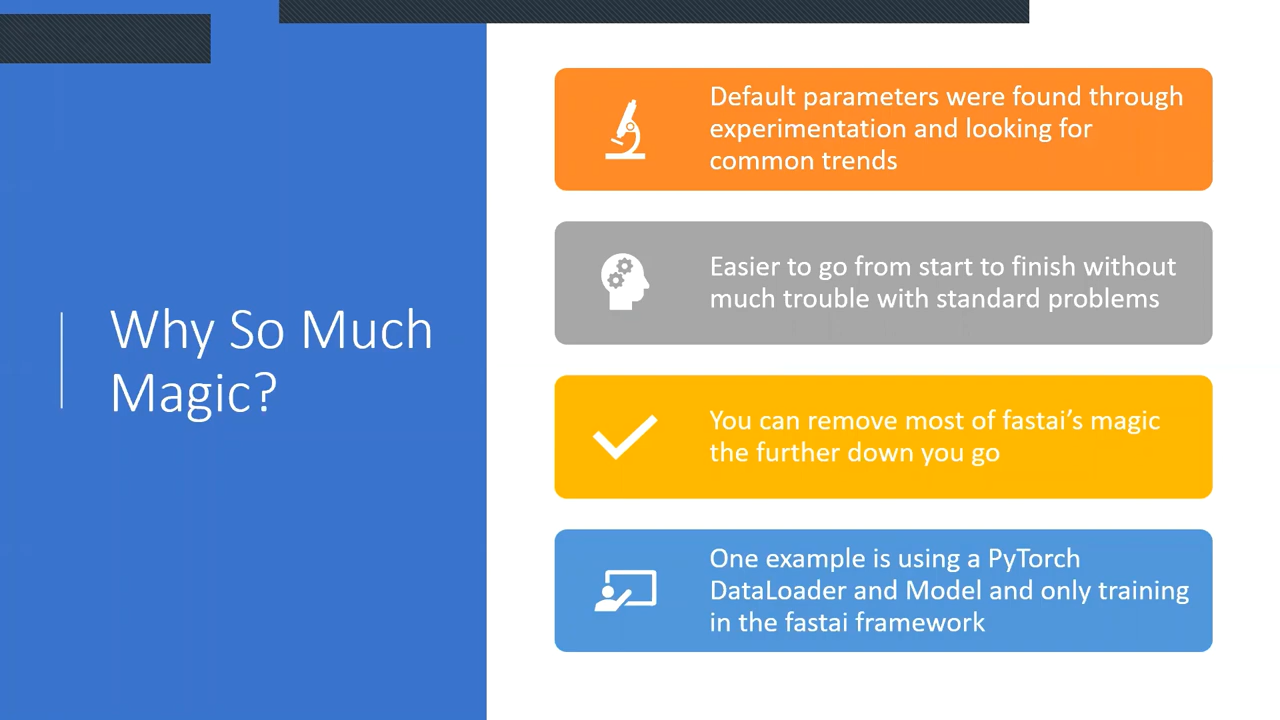 Why So Much
Magic?
Default parameters were found through
experimentation and looking for
common trends
Easier to go from start to finish without
much trouble with standard problems
You can remove most of fastai’s magic
the further down you go
One example is using a PyTorch
DataLoader and Model and only training
in the fastai framework